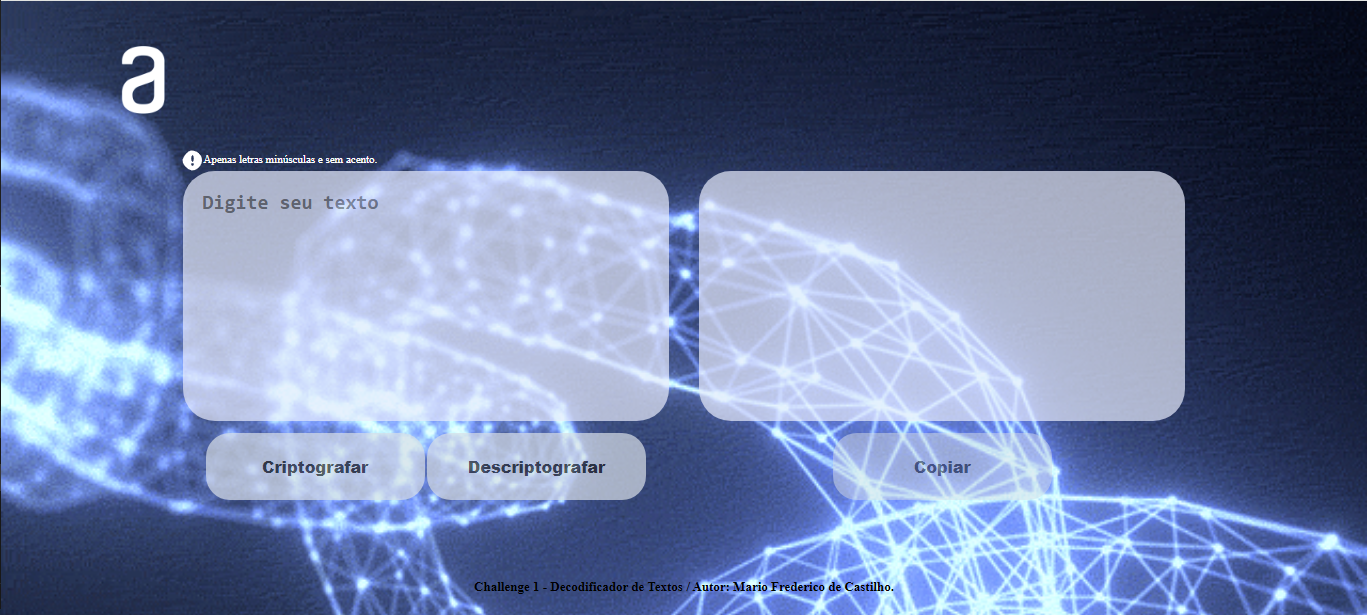 a
Apenas letras minúsculas e sem acento.
Digite seu texto
Criptografar
Descriptografar
Copiar
Challenge 1 - Decodificador de Textos / Autor: Mario Frederico de Castilho.